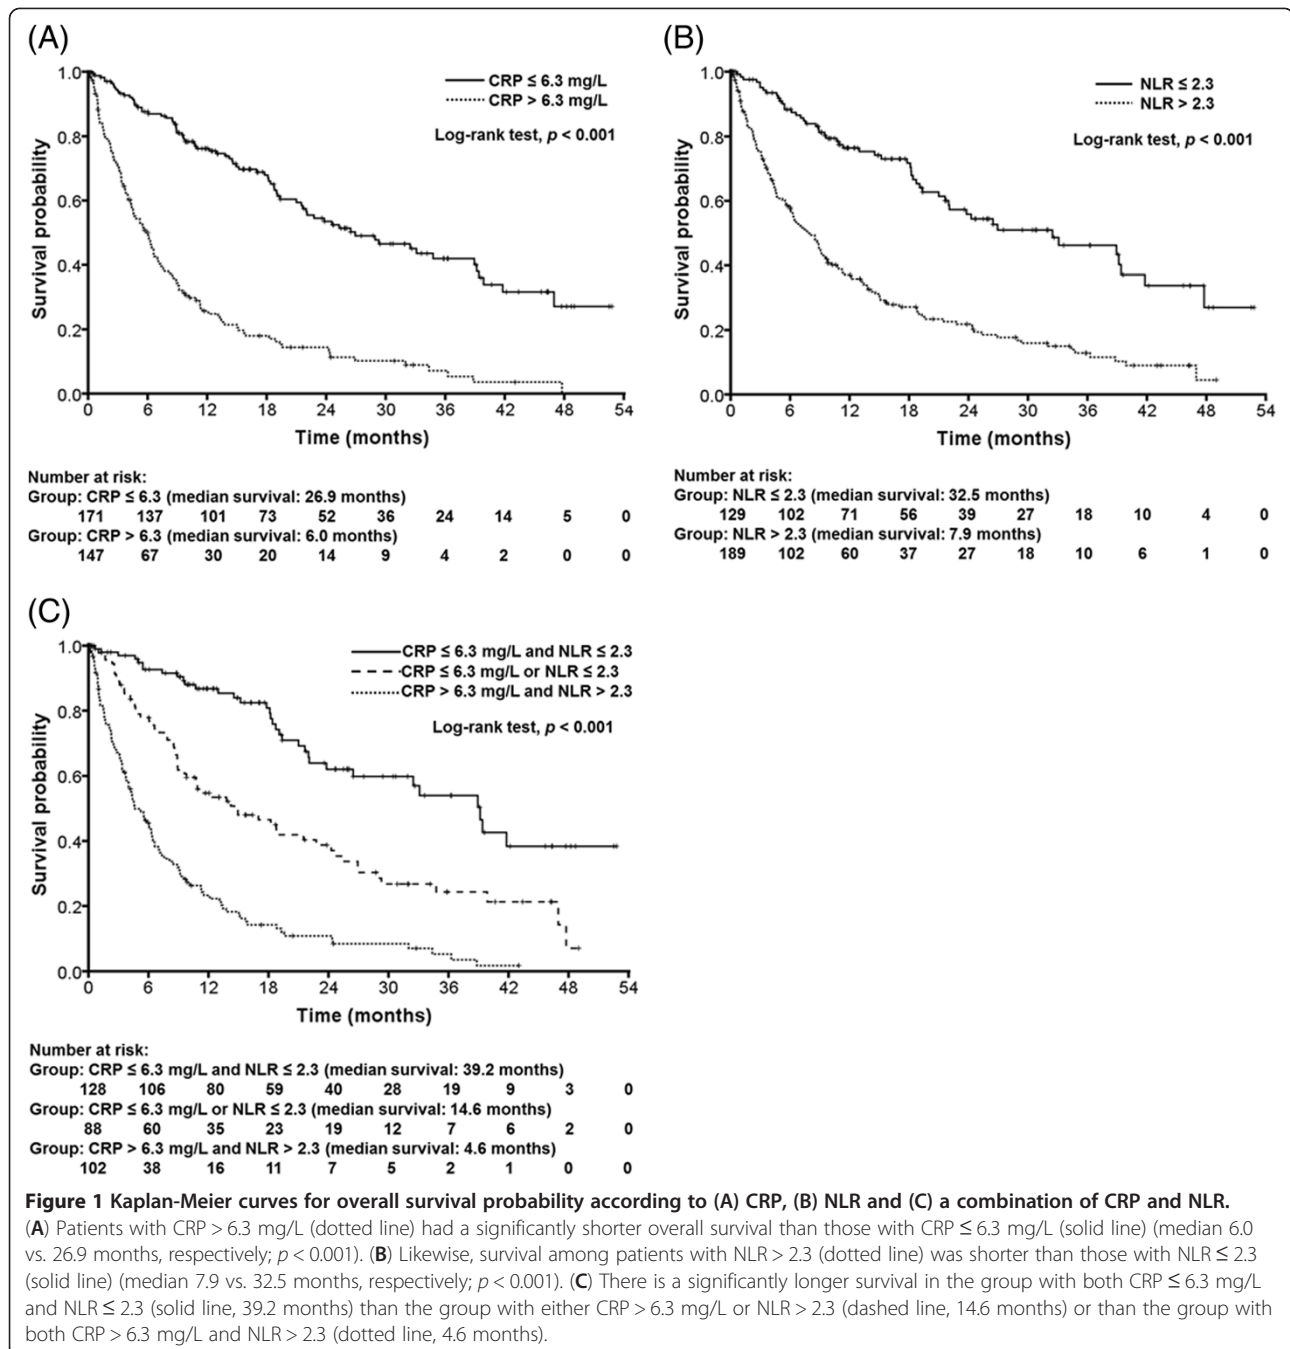 (A)
1.0
0.8
0.6
0.4
0.2
0.0
Survival probability
CRP ≤ 6.3 mg/L
CRP > 6.3 mg/L
Log-rank test, p < 0.001
0 6 12 18 24 30 36 42 48 54
Time (months)
Number at risk:
Group: CRP ≤ 6.3 (median survival: 26.9 months)
171 137 101 73 52 36 24 14 5 0
Group: CRP > 6.3 (median survival: 6.0 months)
147 67 30 20 14 9 4 2 0 0
(B)
1.0
0.8
0.6
0.4
0.2
0.0
Survival probability
NLR ≤ 2.3
NLR > 2.3
Log-rank test, p < 0.001
0 6 12 18 24 30 36 42 48 54
Time (months)
Number at risk:
Group: NLR ≤ 2.3 (median survival: 32.5 months)
129 102 71 56 39 27 18 10 4 0
Group: NLR > 2.3 (median survival: 7.9 months)
189 102 60 37 27 18 10 6 1 0
(C)
1.0
0.8
0.6
0.4
0.2
0.0
Survival probability
CRP ≤ 6.3 mg/L and NLR ≤ 2.3
CRP ≤ 6.3 mg/L or NLR ≤ 2.3
CRP > 6.3 mg/L and NLR > 2.3
Log-rank test, p < 0.001
0 6 12 18 24 30 36 42 48 54
Time (months)
Number at risk:
Group: CRP ≤ 6.3 mg/L and NLR ≤ 2.3 (median survival: 39.2 months)
128 106 80 59 40 28 19 9 3 0
Group: CRP ≤ 6.3 mg/L or NLR ≤ 2.3 (median survival: 14.6 months)
88 60 35 23 19 12 7 6 2 0
Group: CRP > 6.3 mg/L and NLR > 2.3 (median survival: 4.6 months)
102 38 16 11 7 5 2 1 0 0
Figure 1 Kaplan-Meier curves for overall survival probability according to (A) CRP, (B) NLR and (C) a combination of CRP and NLR.
(A) Patients with CRP > 6.3 mg/L (dotted line) had a significantly shorter overall survival than those with CRP ≤ 6.3 mg/L (solid line) (median 6.0
vs. 26.9 months, respectively; p < 0.001). (B) Likewise, survival among patients with NLR > 2.3 (dotted line) was shorter than those with NLR ≤ 2.3
(solid line) (median 7.9 vs. 32.5 months, respectively; p < 0.001). (C) There is a significantly longer survival in the group with both CRP ≤ 6.3 mg/L
and NLR ≤ 2.3 (solid line, 39.2 months) than the group with either CRP > 6.3 mg/L or NLR > 2.3 (dashed line, 14.6 months) or than the group with
both CRP > 6.3 mg/L and NLR > 2.3 (dotted line, 4.6 months).